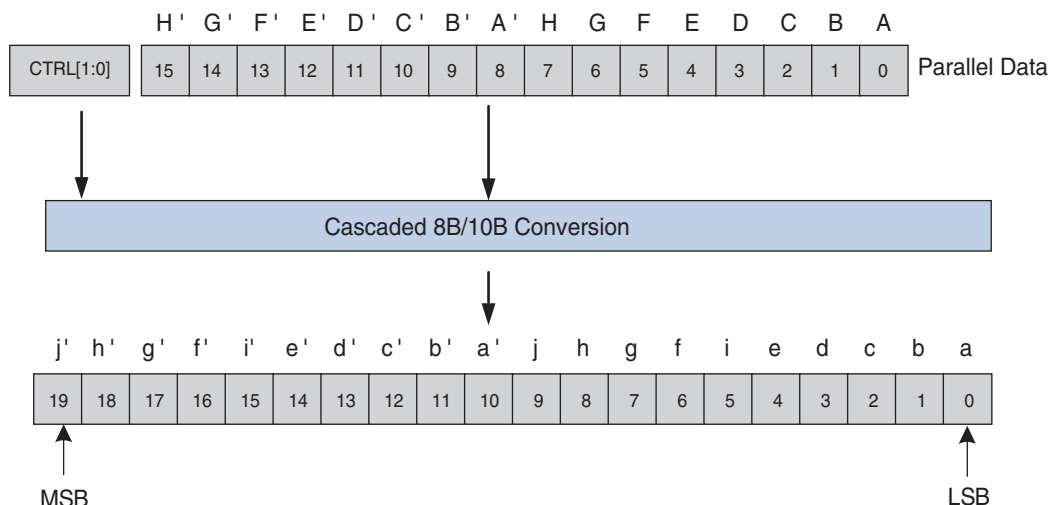 H ' G ' F ' E ' D ' C ' B ' A ' H G F E D C B A
CTRL[1:0] 15 14 13 12 11 10 9 8 7 6 5 4 3 2 1 0 Parallel Data
Cascaded 8B/10B Conversion
j ' h ' g ' f ' i ' e ' d ' c ' b ' a ' j h g f i e d c b a
19 18 17 16 15 14 13 12 11 10 9 8 7 6 5 4 3 2 1 0
MSB LSB